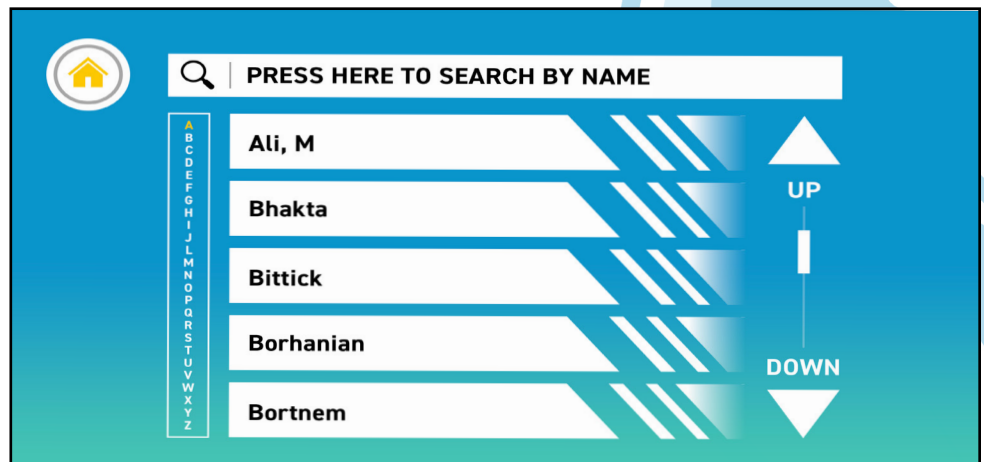 PRESS HERE TO SEARCH BY NAME
A
B
C
D
E
F
G
H
I
J
L
M
N
O
P
Q
R
S
T
U
V
W
X
Y
Z
Ali, M
Bhakta
Bittick
Borhanian
Bortnem
UP
DOWN